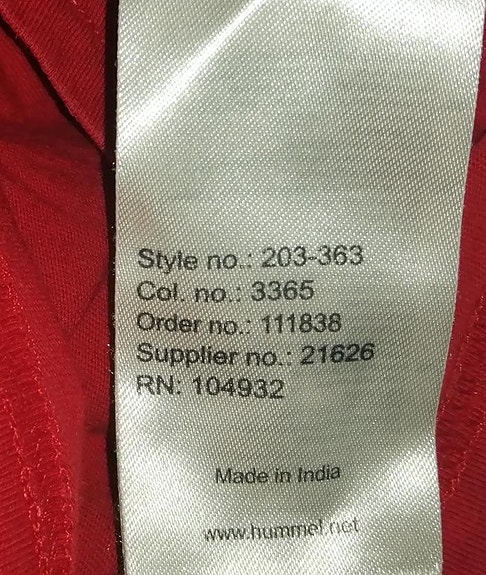 Style no.: 203-363
Col. no.: 3365
Order no.: 111838
Supplier no.: 21626
RN: 104932
Made in India
www.hummel.net